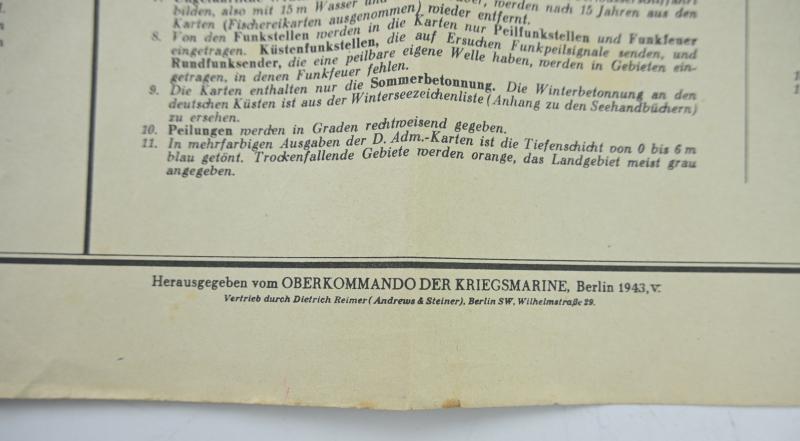 bilden, also mit 15 m Wasser und werden nach 15 Jahren aus den
Karten (Fischereikarten ausgenommen) wieder entfernt.
8. Von den Funkstellen werden in die Karten nur Peilfunkstellen und Funkfeuer
eingetragen. Küstenfunkstellen, die auf Ersuchen Funkpeilsignale senden, und
Rundfunksender, die eine peilbare eigene Welle haben, werden in Gebieten ein-
getragen, in denen Funkfeuer fehlen.
9. Die Karten enthalten nur die Sommerbetonnung. Die Winterbetonnung an den
deutschen Küsten ist aus der Winterseezeichenliste (Anhang zu den Seehandbüchern)
zu ersehen.
10. Peilungen werden in Graden rechtweisend gegeben.
11. In mehrfarbigen Ausgaben der D. Adm.-Karten ist die Tiefenschicht von 0 bis 6 m
blau getönt. Trockenfallende Gebiete werden orange, das Landgebiet meist grau
angegeben.
Herausgegeben vom OBERKOMMANDO DER KRIEGSMARINE, Berlin 1943, v.
Vertrieb durch Dietrich Reimer (Andrews & Steiner), Berlin SW, Wilhelmstraße 29.